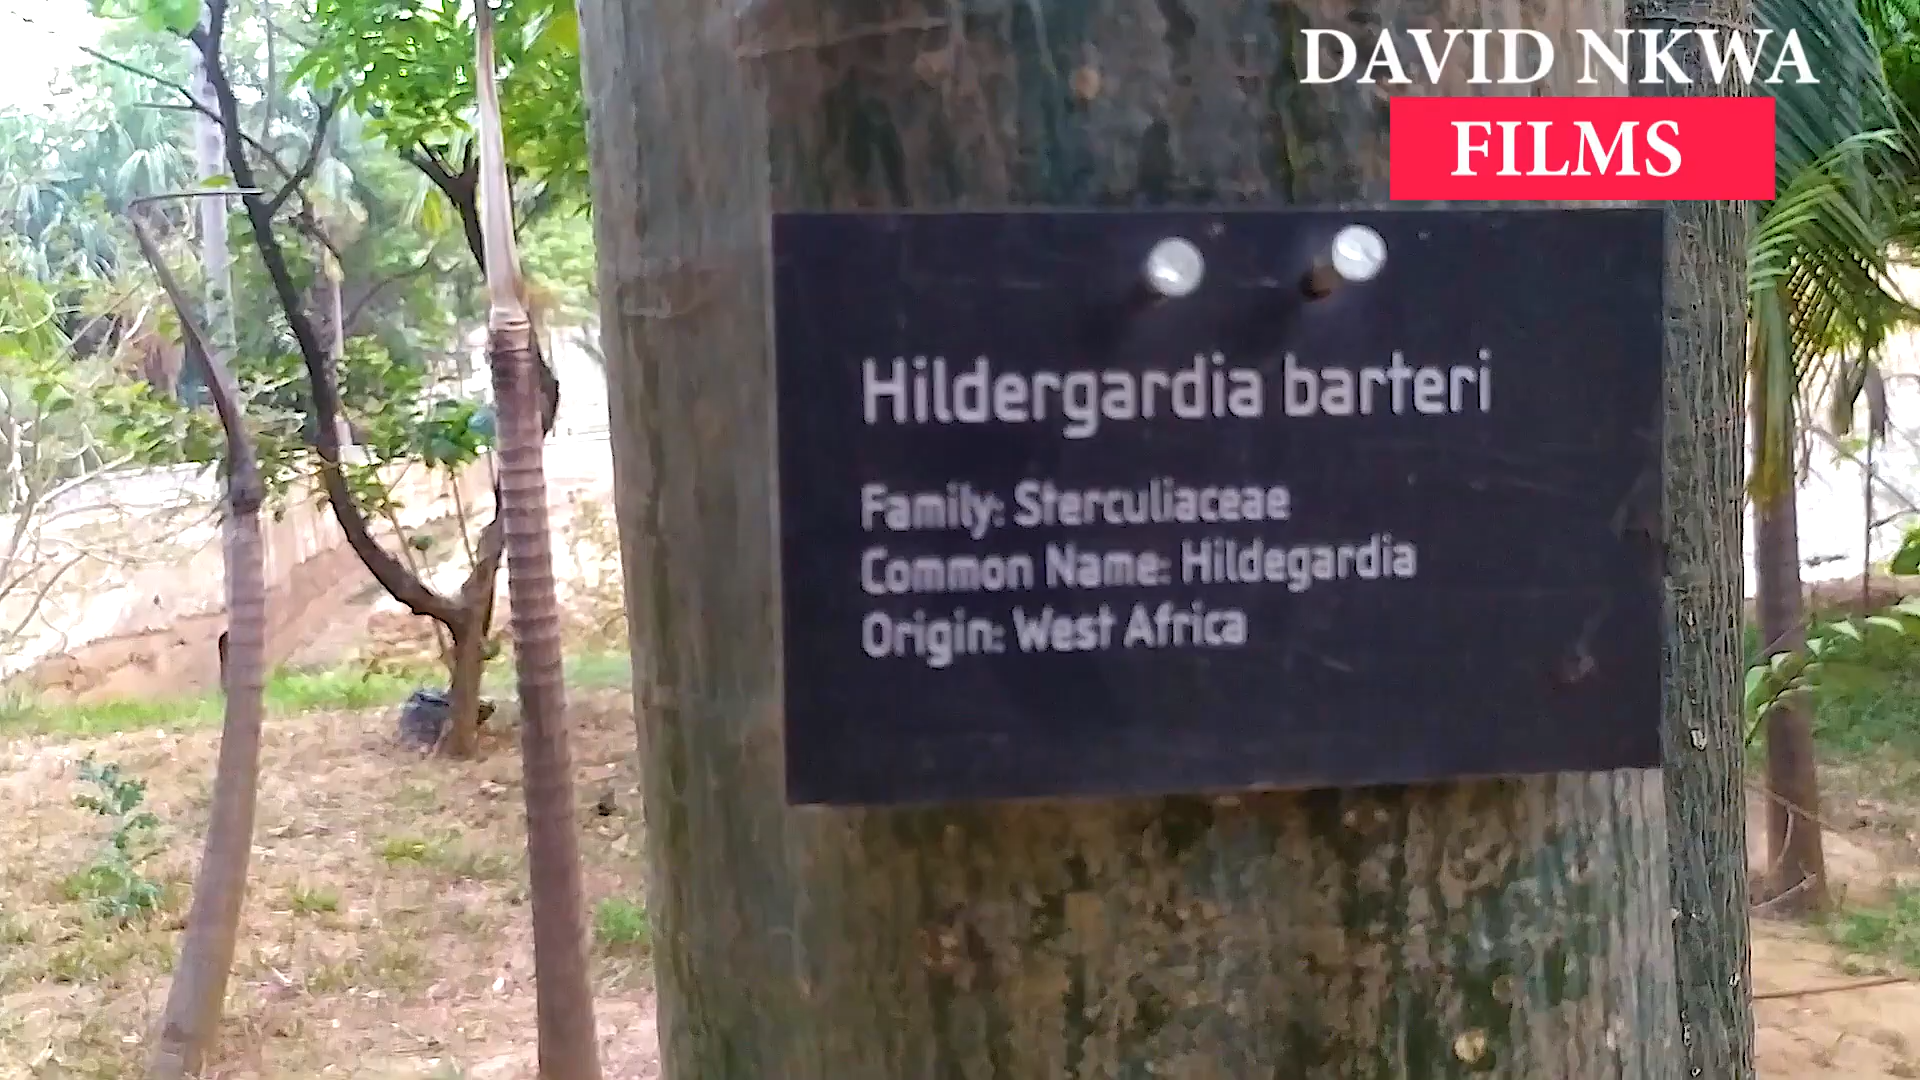 DAVID NKWA
FILMS
Hildergardia barteri
Family: Sterculiaceae
Common Name: Hildegardia
Origin: West Africa